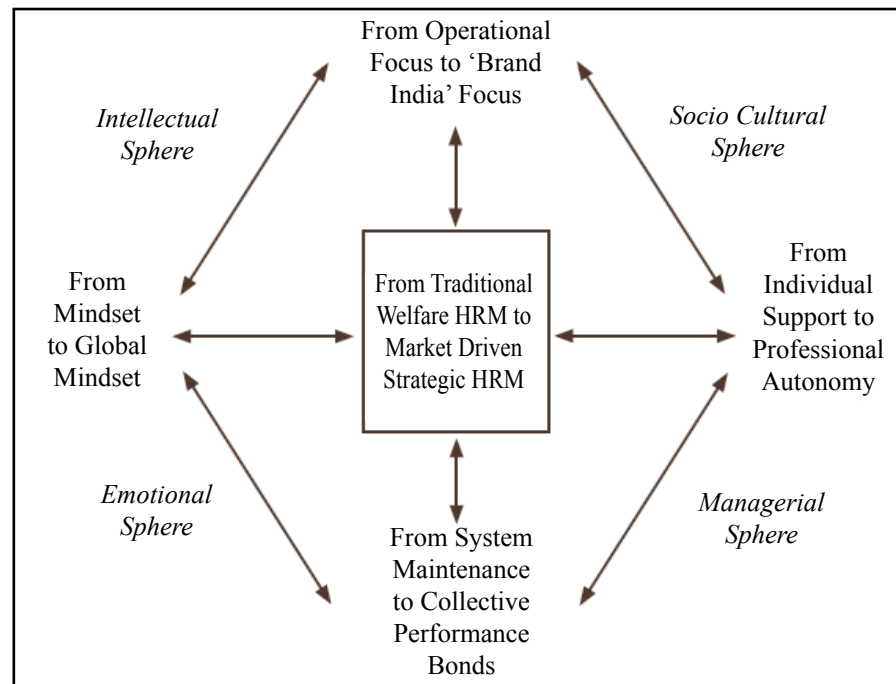 From Operational
Focus to ‘Brand
India’ Focus
Intellectual
Sphere
Socio Cultural
Sphere
From
Mindset
to Global
Mindset
From Traditional
Welfare HRM to
Market Driven
Strategic HRM
From
Individual
Support to
Professional
Autonomy
Emotional
Sphere
Managerial
Sphere
From System
Maintenance
to Collective
Performance
Bonds